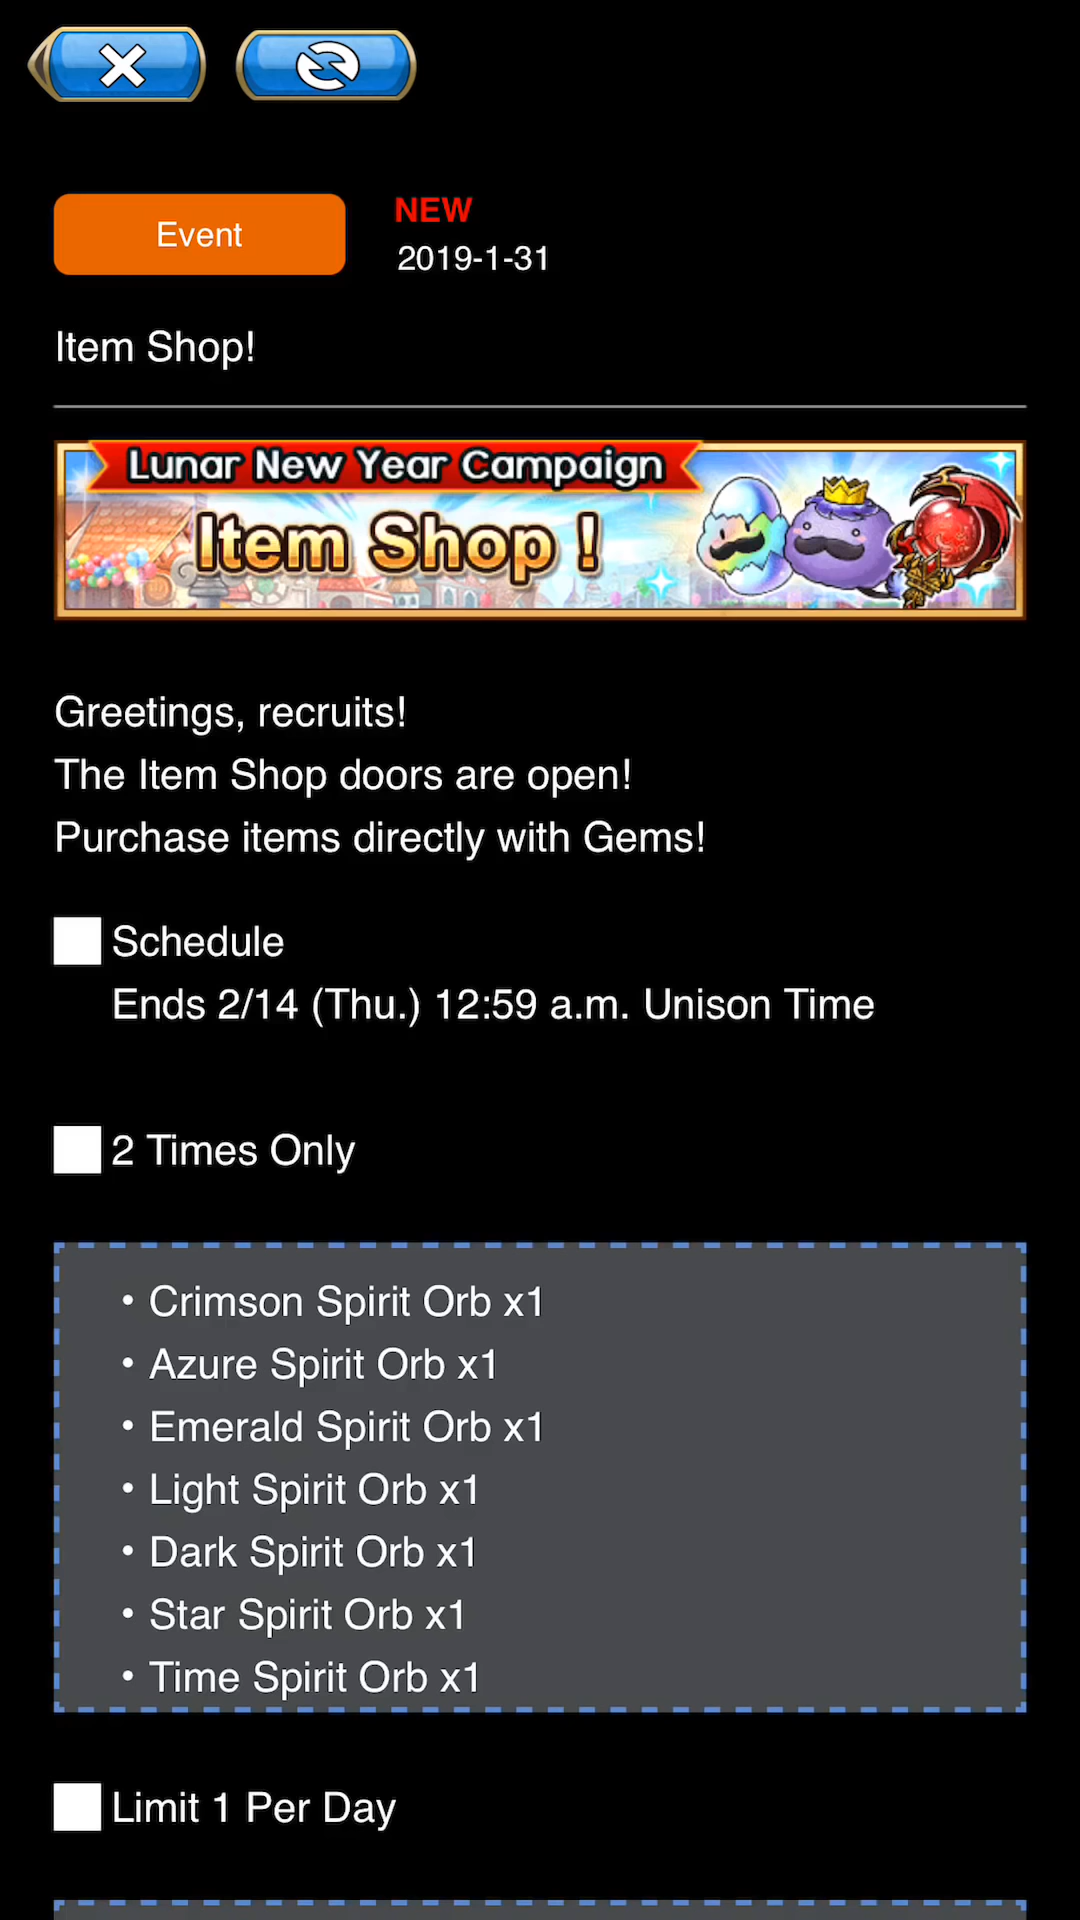 Event
NEW
2019-1-31
Item Shop!
Lunar New Year Campaign
Item Shop !
Greetings, recruits!
The Item Shop doors are open!
Purchase items directly with Gems!
Schedule
Ends 2/14 (Thu.) 12:59 a.m. Unison Time
2 Times Only
• Crimson Spirit Orb x1
• Azure Spirit Orb x1
• Emerald Spirit Orb x1
• Light Spirit Orb x1
• Dark Spirit Orb x1
• Star Spirit Orb x1
• Time Spirit Orb x1
Limit 1 Per Day